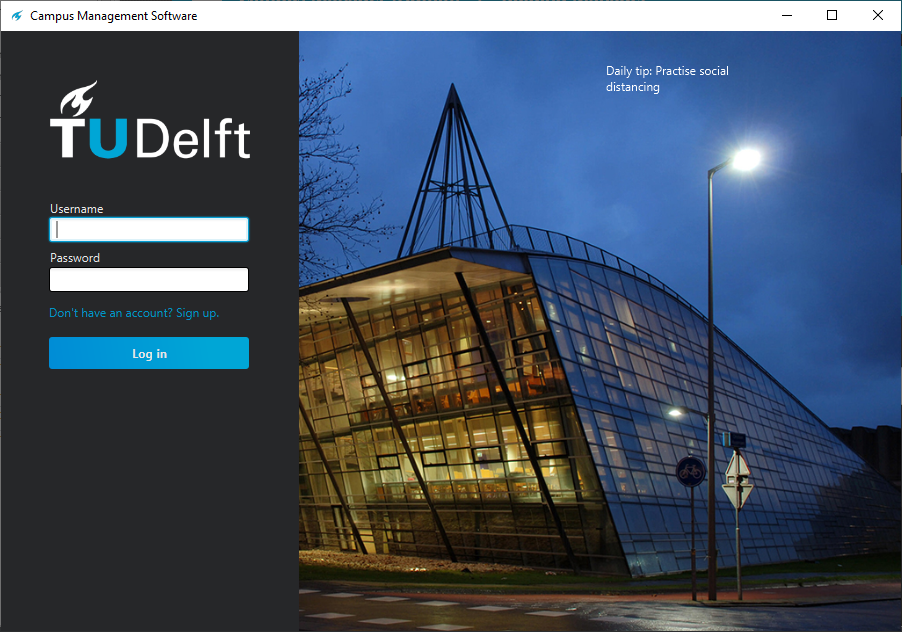 Campus Management Software
TUDelft
Username
Password
Don't have an account? Sign up.
Log in
Daily tip: Practise social
distancing